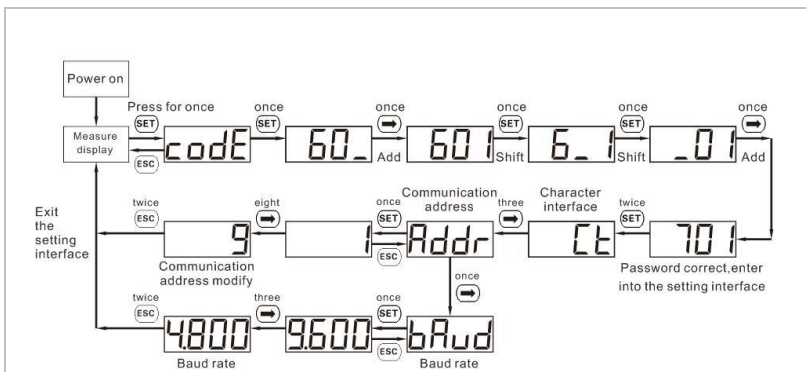 Power on
Press for once
once
once
once
once
once
SET
SET
SET
SET
Measure
display
ESC
codE
60_
Add
601
Shift
6_1
Shift
_01
Add
Exit
the
setting
interface
twice
ESC
eight
once
SET
Communication
address
three
Character
interface
twice
SET
9
1
ESC
Addr
Ct
701
Communication
address modify
once
Password correct,enter
into the setting interface
twice
ESC
three
once
SET
4.800
9.600
ESC
bAud
Baud rate
Baud rate